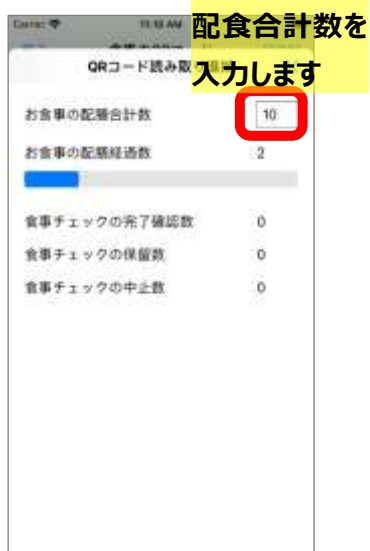 配食合計数を
入力します
QRコード読み取り
お食事の配膳合計数 10
お食事の配膳経過数 2
食事チェックの完了確認数 0
食事チェックの保留数 0
食事チェックの中止数 0